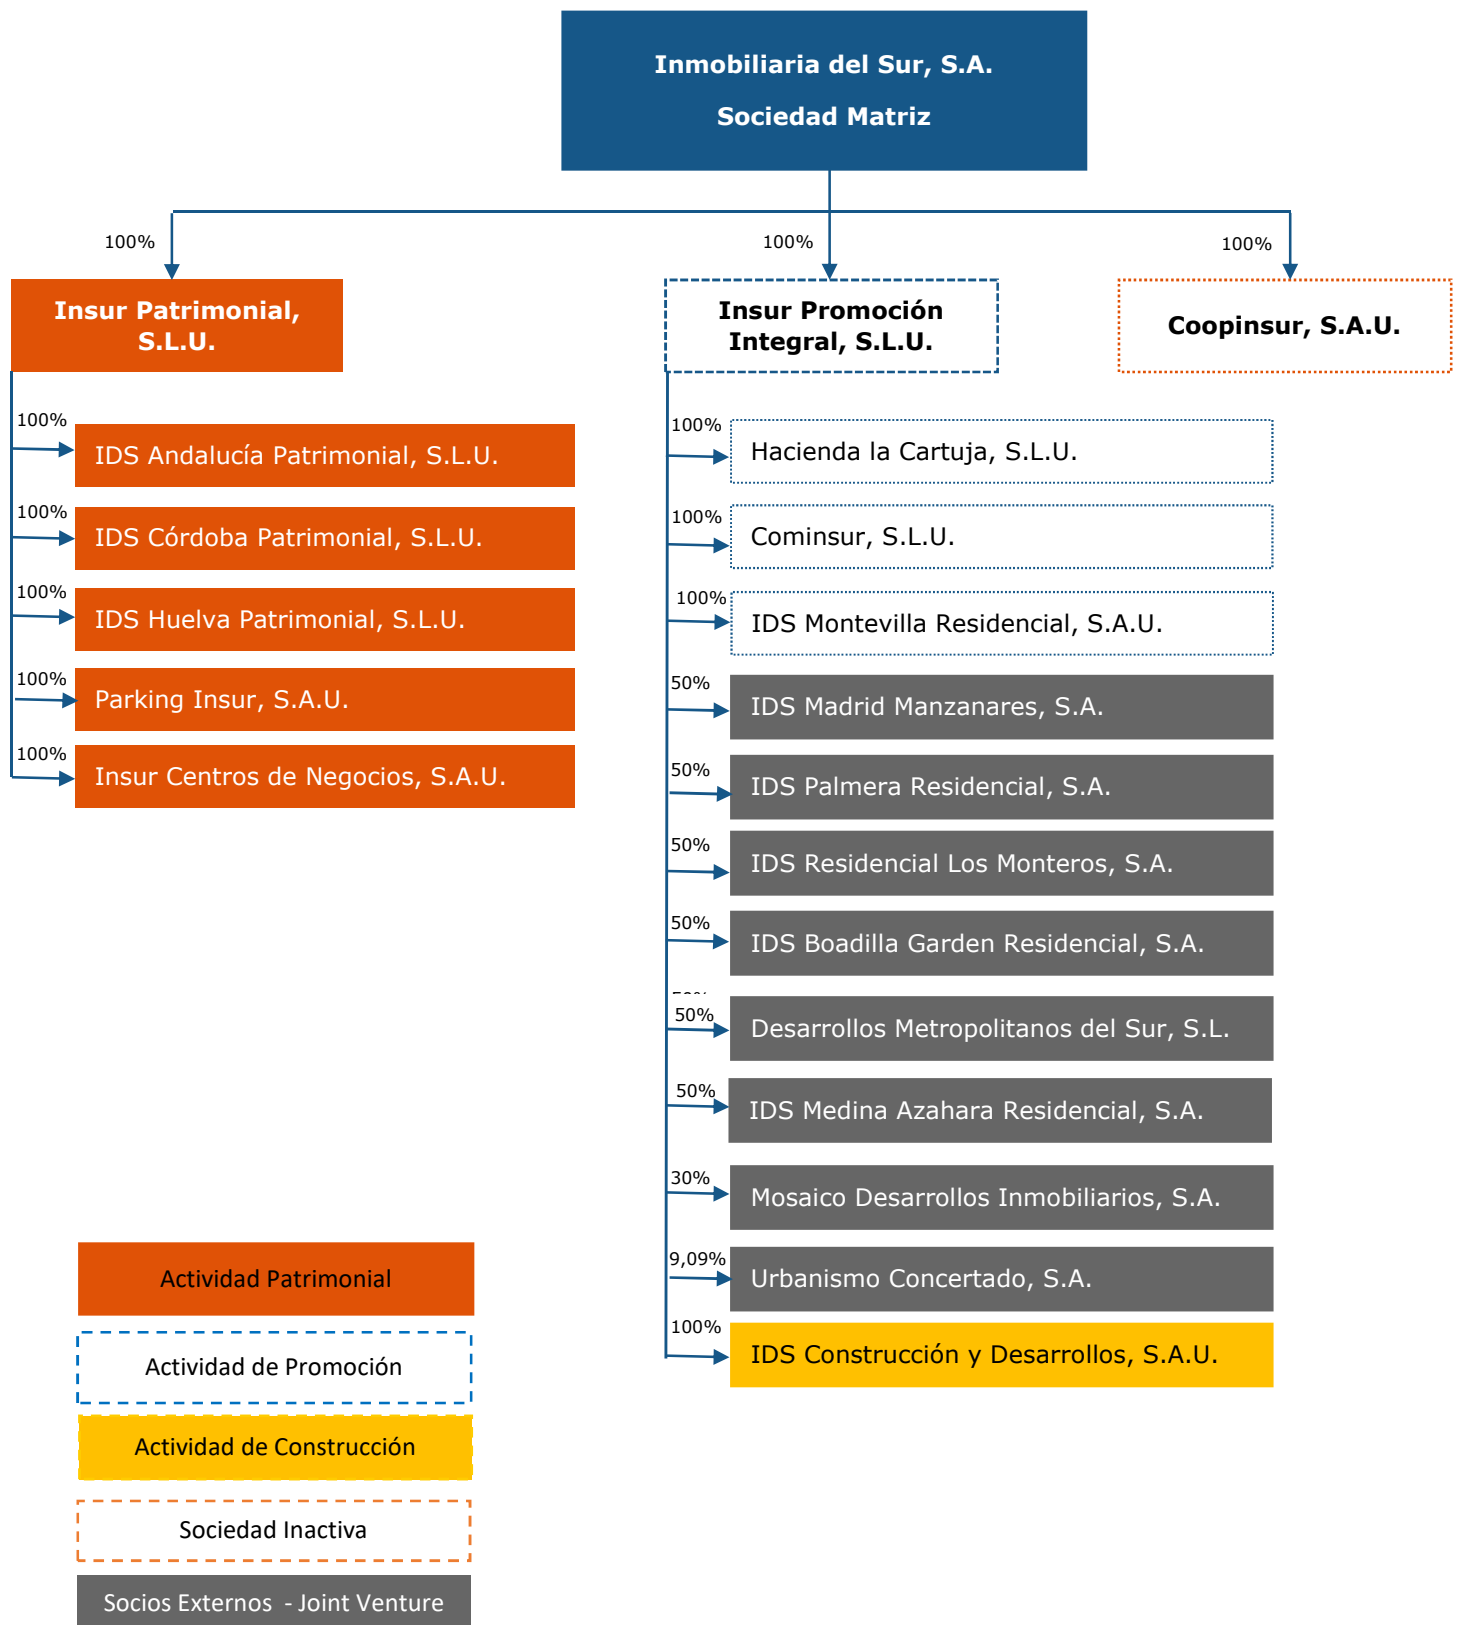 Inmobiliaria del Sur, S.A.
Sociedad Matriz
100%
100%
100%
Insur Patrimonial,
S.L.U.
Insur Promoción
Integral, S.L.U.
Coopinsur, S.A.U.
100%
IDS Andalucía Patrimonial, S.L.U.
100%
IDS Córdoba Patrimonial, S.L.U.
100%
IDS Huelva Patrimonial, S.L.U.
100%
Parking Insur, S.A.U.
100%
Insur Centros de Negocios, S.A.U.
100%
Hacienda la Cartuja, S.L.U.
100%
Cominsur, S.L.U.
100%
IDS Montevilla Residencial, S.A.U.
50%
IDS Madrid Manzanares, S.A.
50%
IDS Palmera Residencial, S.A.
50%
IDS Residencial Los Monteros, S.A.
50%
IDS Boadilla Garden Residencial, S.A.
50%
Desarrollos Metropolitanos del Sur, S.L.
50%
IDS Medina Azahara Residencial, S.A.
30%
Mosaico Desarrollos Inmobiliarios, S.A.
9,09%
Urbanismo Concertado, S.A.
100%
IDS Construcción y Desarrollos, S.A.U.
Actividad Patrimonial
Actividad de Promoción
Actividad de Construcción
Sociedad Inactiva
Socios Externos - Joint Venture